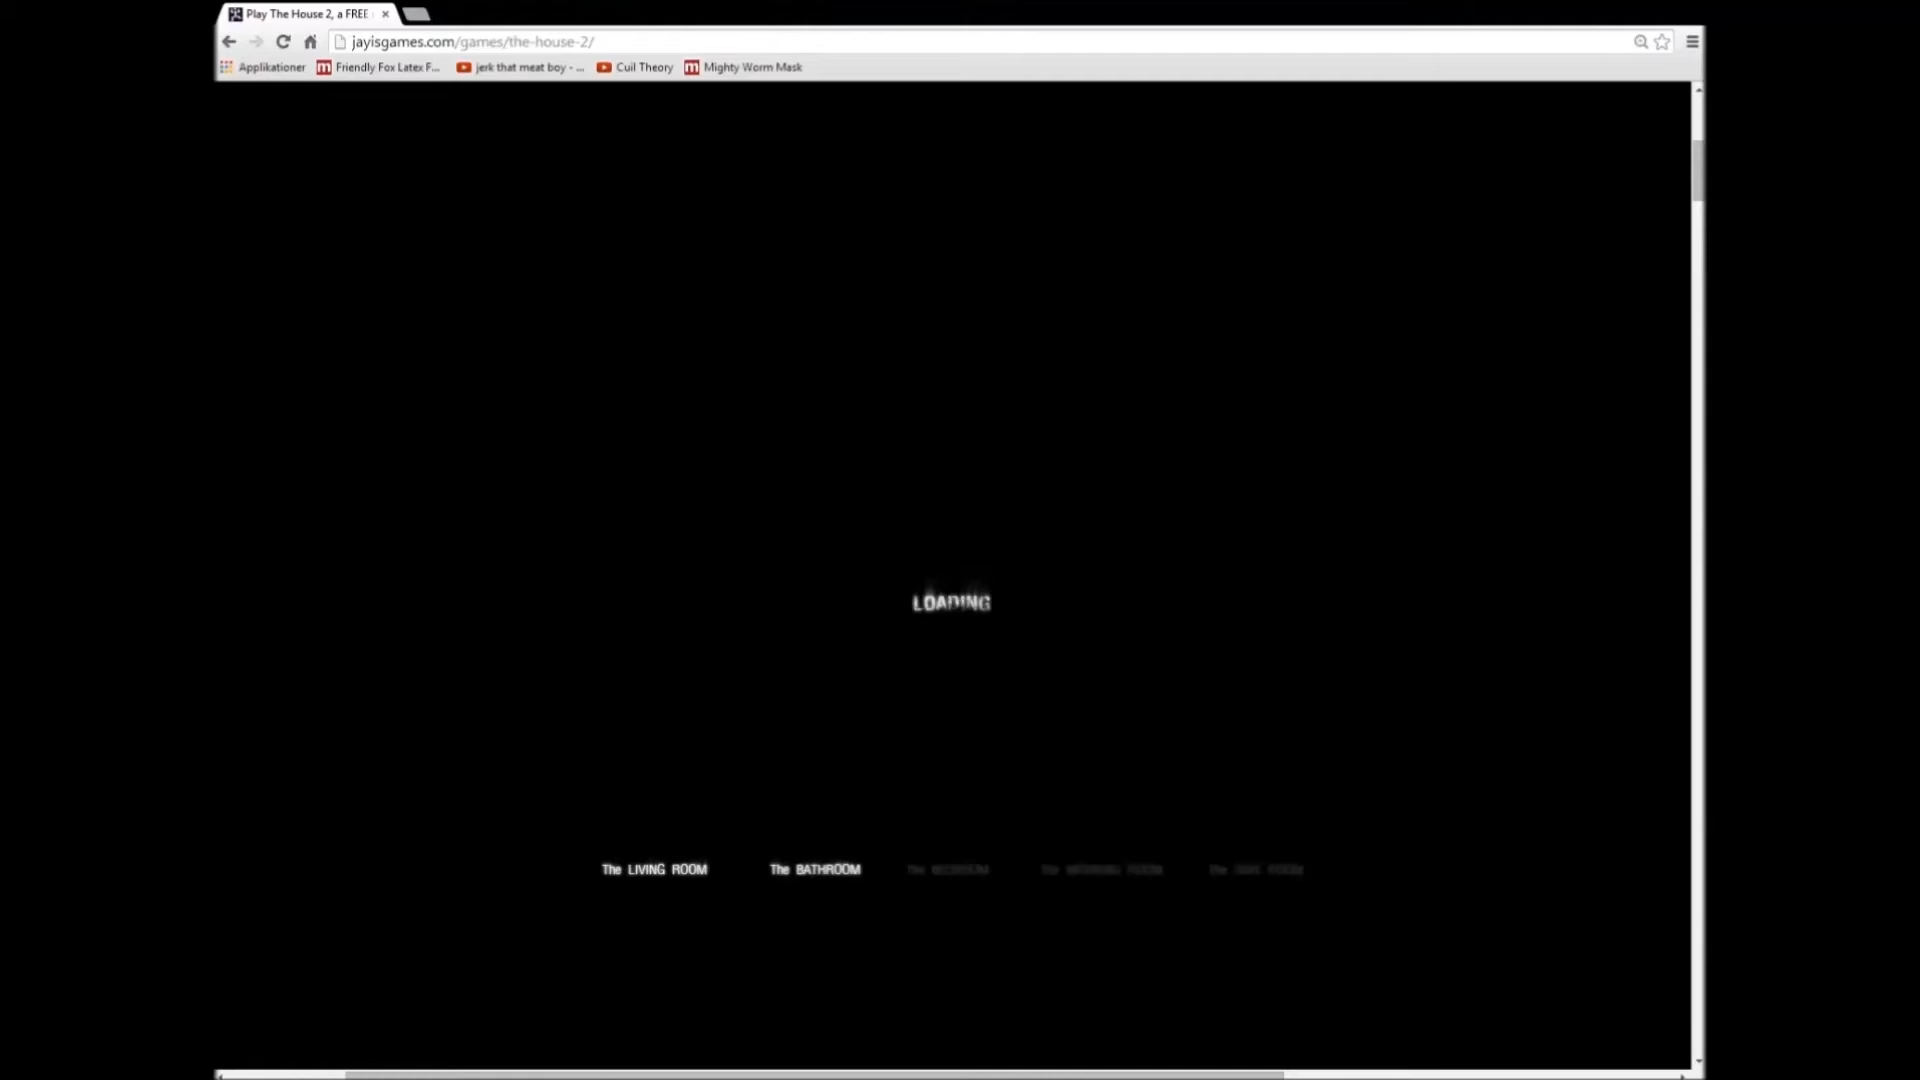 Play The House 2, a FREE
jayisgames.com/games/the-house-2/
Applikationer Friendly Fox Latex F... jerk that meat boy - ... Cuil Theory Mighty Worm Mask
LOADING
The LIVING ROOM The BATHROOM